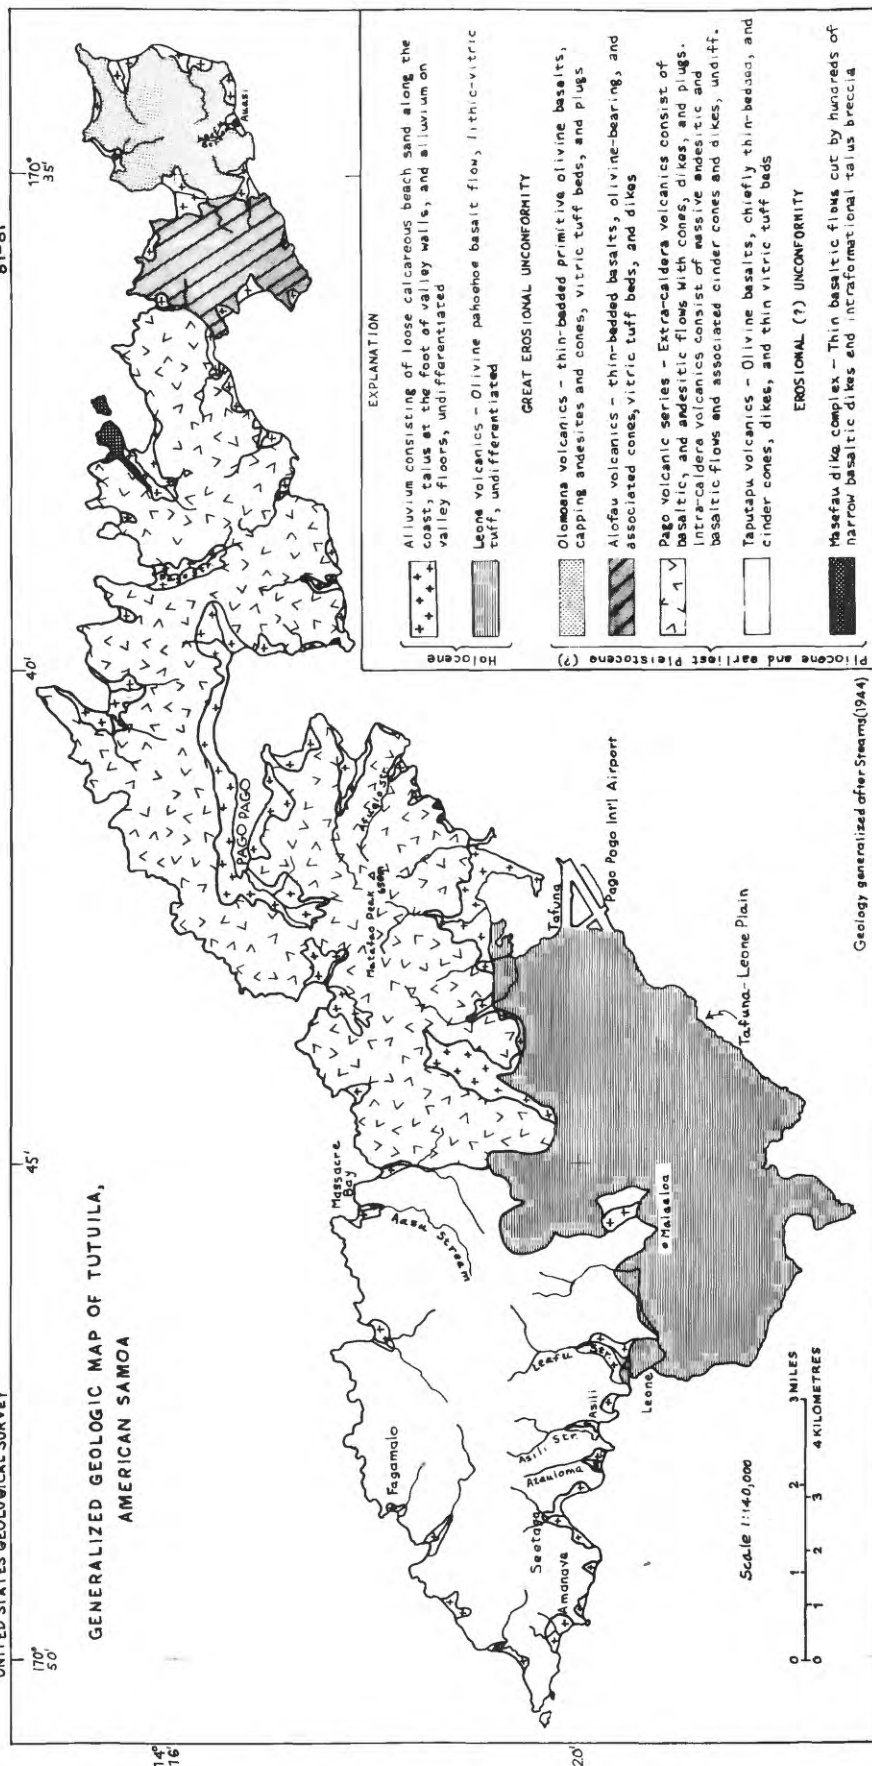 UNITED STATES GEOLOGICAL SURVEY
GENERALIZED GEOLOGIC MAP OF TUTUILA,
AMERICAN SAMOA
170°
50'
45'
40'
170°
35'
14°
16'
20'
Fagamalo
Massacre
Bay
Aasu Stream
Leafu
Str.
Asili Str.
Asili
Atauloma
Seetaga
Amanave
Leone
Malaeloa
Matafao Peak
PAGO PAGO
Afuelo Str.
Tafuna
Pago Pago Intl Airport
Tafuna-Leone Plain
Auasi
Scale 1:140,000
0 1 2 3 MILES
0 1 2 3 4 KILOMETRES
EXPLANATION
Holocene
Alluvium consisting of loose calcareous beach sand along the
coast, talus at the foot of valley walls, and alluvium on
valley floors, undifferentiated
Leone volcanics - Olivine pahoehoe basalt flow, lithic-vitric
tuff, undifferentiated
GREAT EROSIONAL UNCONFORMITY
Pliocene and earliest Pleistocene (?)
Olomoana volcanics - thin-bedded primitive olivine basalts,
capping andesites and cones, vitric tuff beds, and plugs
Alofau volcanics - thin-bedded basalts, olivine-bearing, and
associated cones, vitric tuff beds, and dikes
Pago volcanic series - Extra-caldera volcanics consist of
basaltic, and andesitic flows with cones, dikes, and plugs.
Intra-caldera volcanics consist of massive andesitic and
basaltic flows and associated cinder cones and dikes, undiff.
Taputapu volcanics - Olivine basalts, chiefly thin-bedded, and
cinder cones, dikes, and thin vitric tuff beds
EROSIONAL (?) UNCONFORMITY
Masefau dike complex - Thin basaltic flows cut by hundreds of
narrow basaltic dikes end intraformational talus breccia
Geology generalized after Stearns (1944)